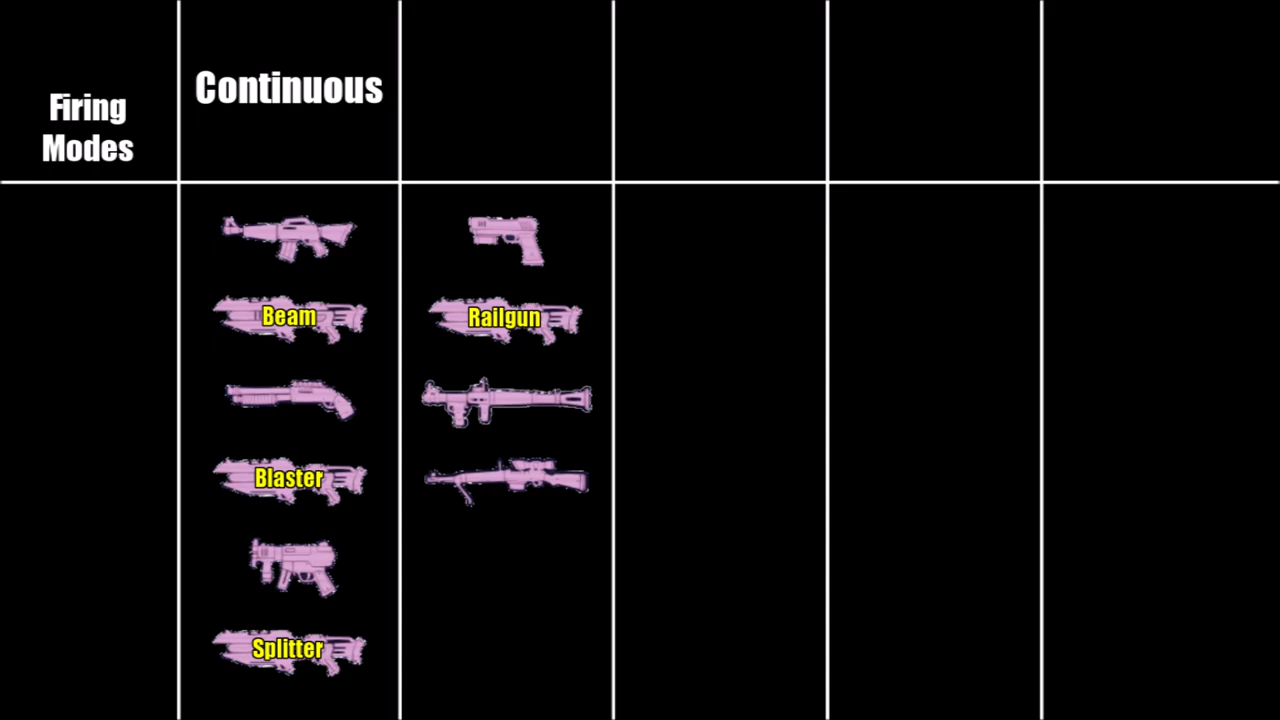 Firing
Modes
Continuous
Beam
Railgun
Blaster
Splitter